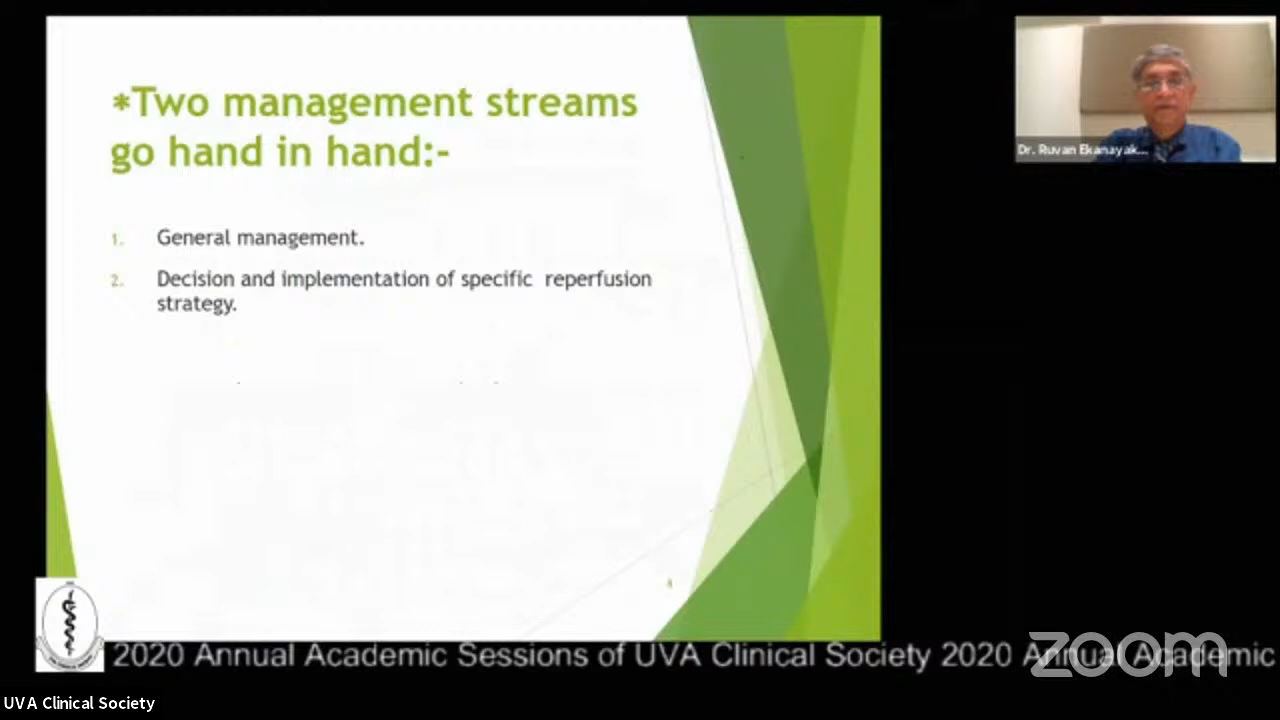 *Two management streams
go hand in hand:-
1. General management.
2. Decision and implementation of specific reperfusion
strategy.
4
Dr. Ruvan Ekanayak...
2020 Annual Academic Sessions of UVA Clinical Society 2020 Annual Academic
zoom
UVA Clinical Society